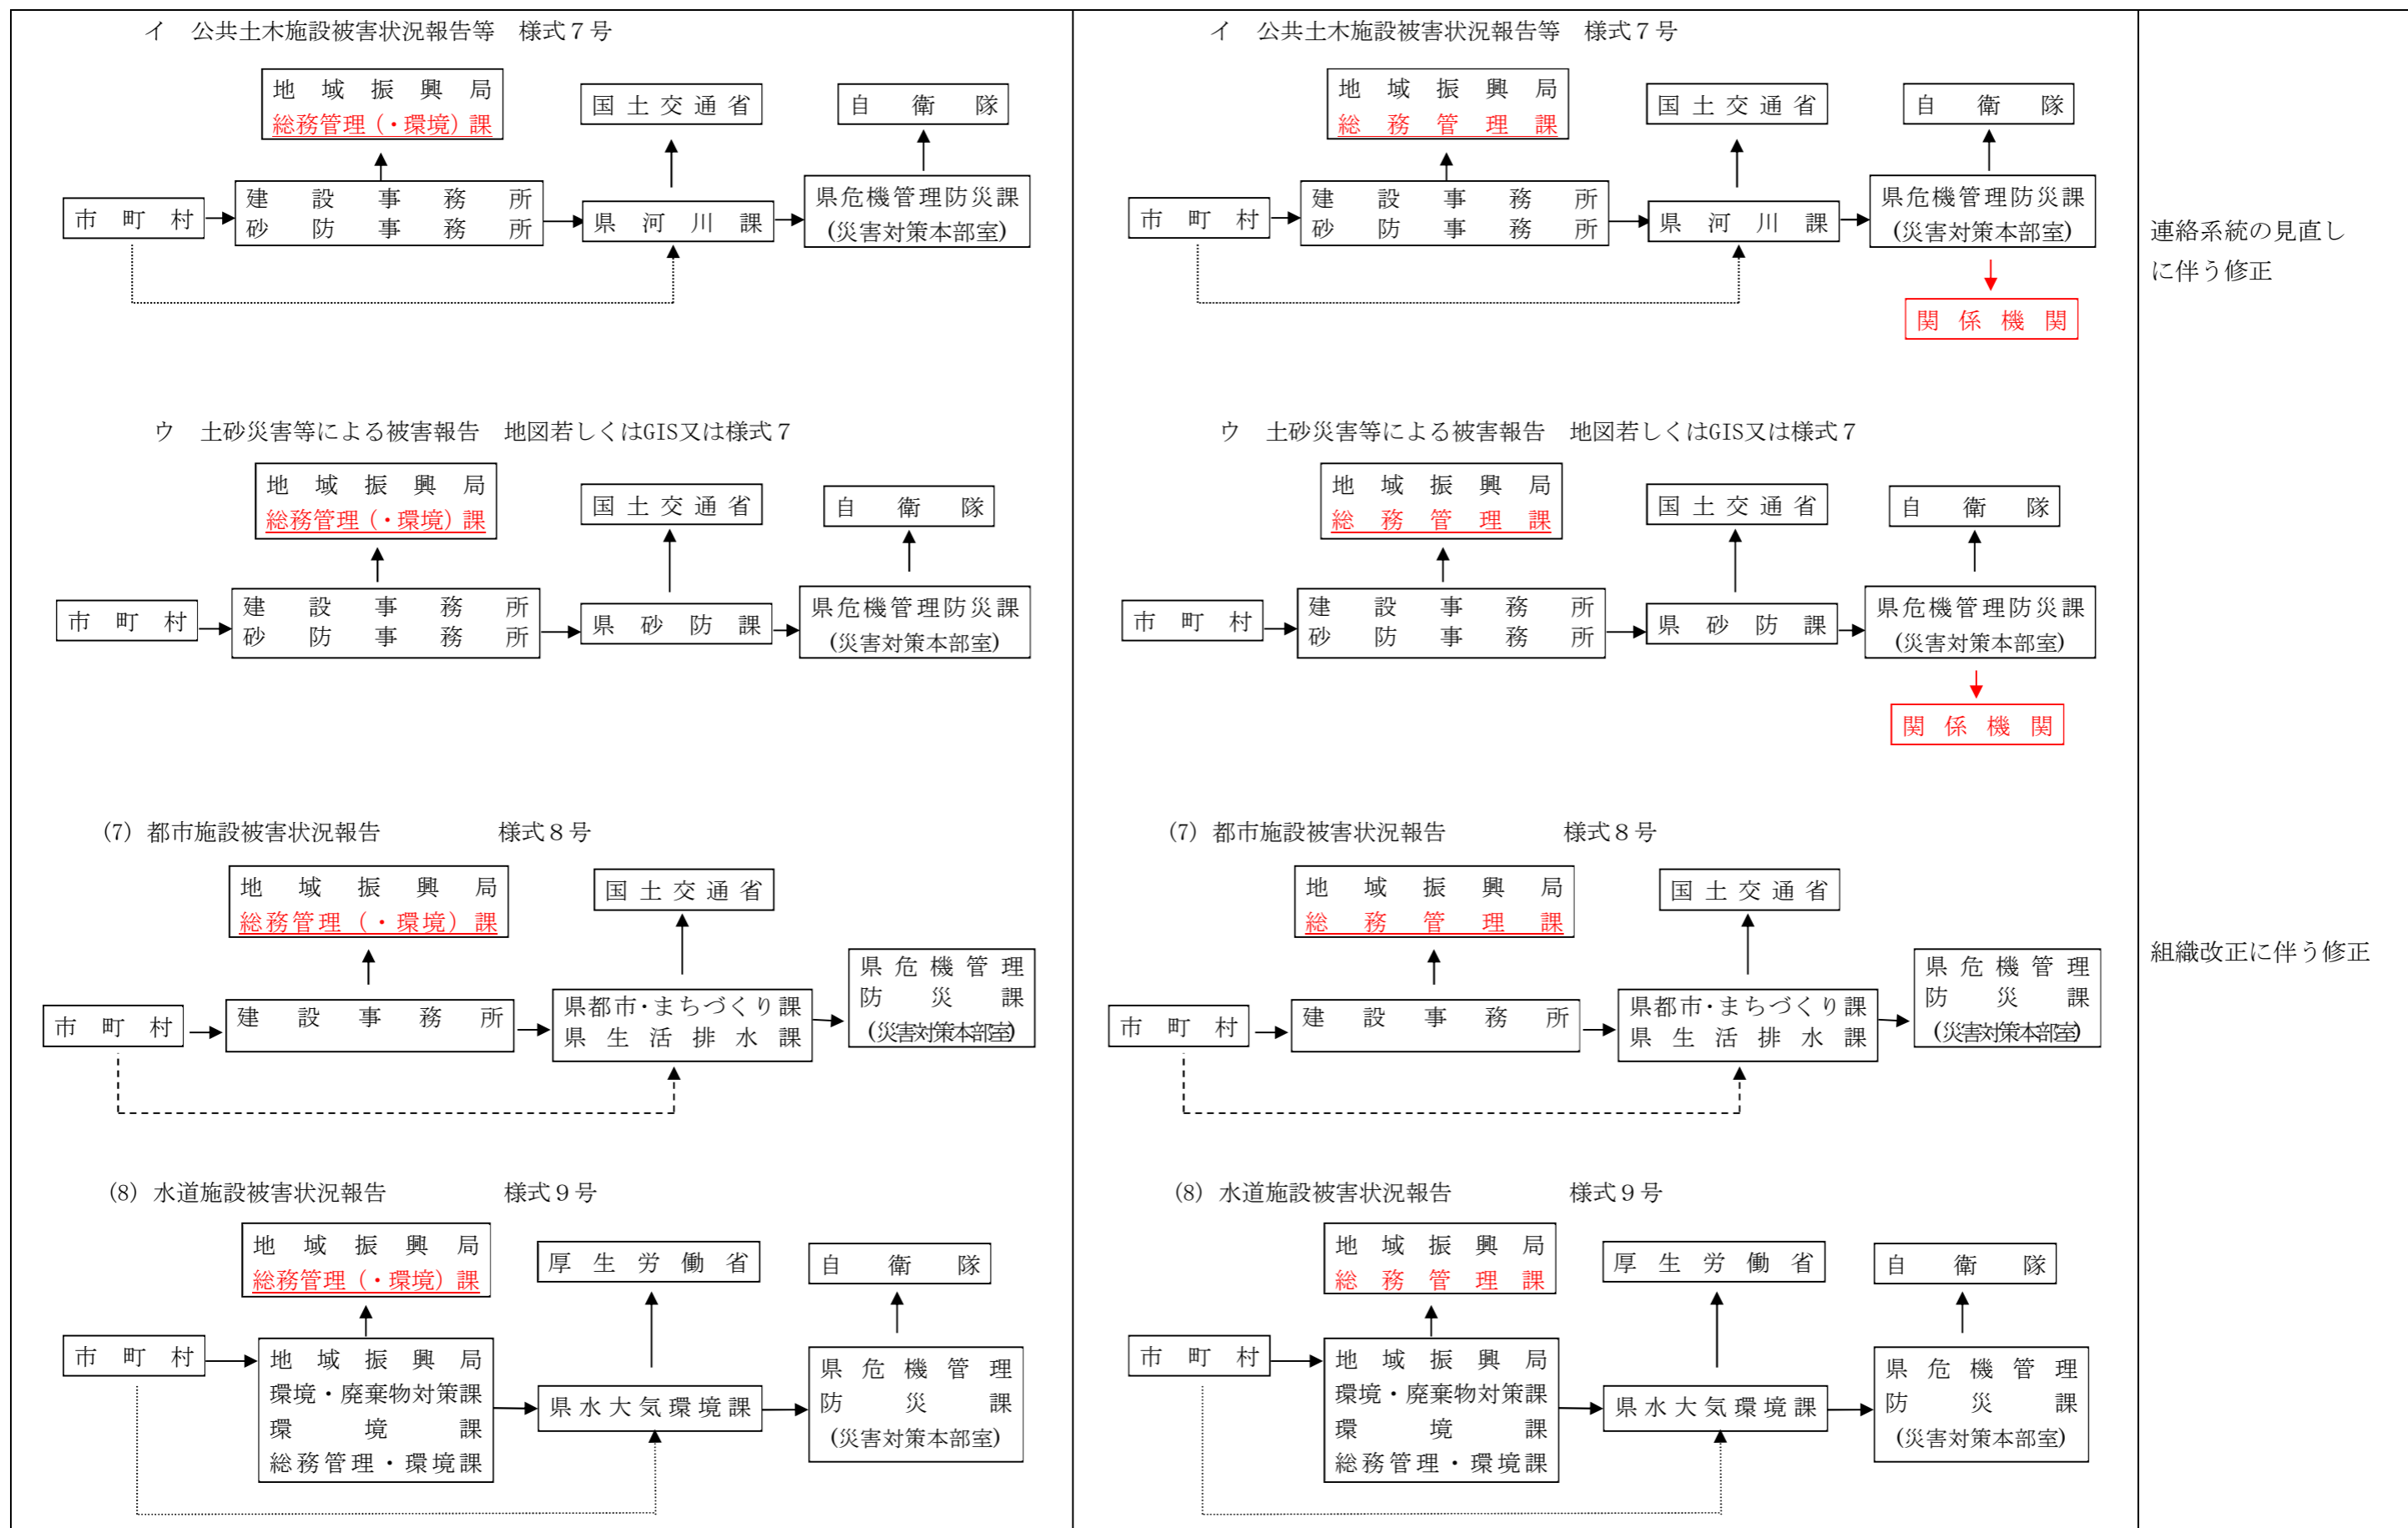 イ 公共土木施設被害状況報告等 様式７号
地域振興局
総務管理（・環境）課
国土交通省
自衛隊
市町村
建設事務所
砂防事務所
県河川課
県危機管理防災課
(災害対策本部室)
ウ 土砂災害等による被害報告 地図若しくはGIS又は様式７
地域振興局
総務管理（・環境）課
国土交通省
自衛隊
市町村
建設事務所
砂防事務所
県砂防課
県危機管理防災課
(災害対策本部室)
(7) 都市施設被害状況報告 様式８号
地域振興局
総務管理（・環境）課
国土交通省
市町村
建設事務所
県都市・まちづくり課
県生活排水課
県危機管理
防災課
(災害対策本部室)
(8) 水道施設被害状況報告 様式９号
地域振興局
総務管理（・環境）課
厚生労働省
自衛隊
市町村
地域振興局
環境・廃棄物対策課
環境課
総務管理・環境課
県水大気環境課
県危機管理
防災課
(災害対策本部室)
イ 公共土木施設被害状況報告等 様式７号
地域振興局
総務管理課
国土交通省
自衛隊
市町村
建設事務所
砂防事務所
県河川課
県危機管理防災課
(災害対策本部室)
関係機関
ウ 土砂災害等による被害報告 地図若しくはGIS又は様式７
地域振興局
総務管理課
国土交通省
自衛隊
市町村
建設事務所
砂防事務所
県砂防課
県危機管理防災課
(災害対策本部室)
関係機関
(7) 都市施設被害状況報告 様式８号
地域振興局
総務管理課
国土交通省
市町村
建設事務所
県都市・まちづくり課
県生活排水課
県危機管理
防災課
(災害対策本部室)
(8) 水道施設被害状況報告 様式９号
地域振興局
総務管理課
厚生労働省
自衛隊
市町村
地域振興局
環境・廃棄物対策課
環境課
総務管理・環境課
県水大気環境課
県危機管理
防災課
(災害対策本部室)
連絡系統の見直し
に伴う修正
組織改正に伴う修正